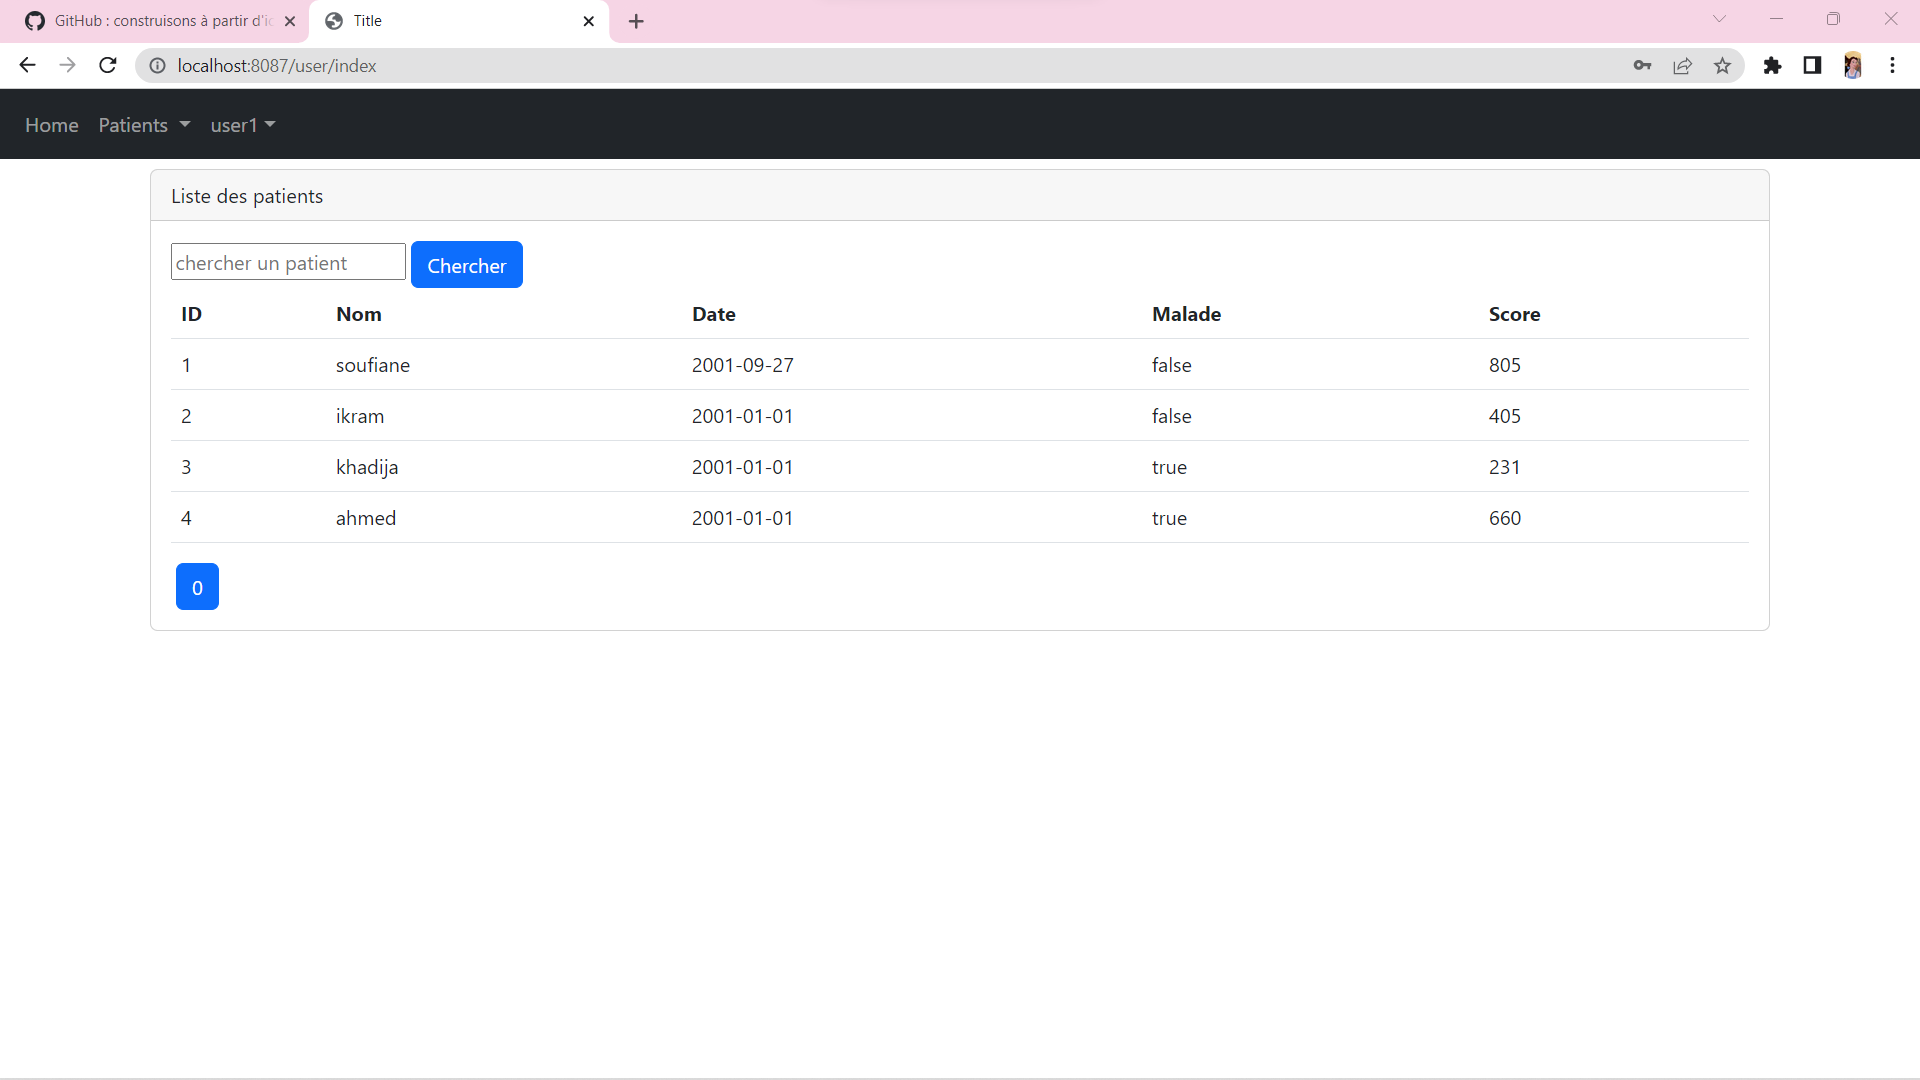 GitHub : construisons à partir d'i
Title
localhost:8087/user/index
Home Patients user1
Liste des patients
chercher un patient Chercher
ID Nom Date Malade Score
1 soufiane 2001-09-27 false 805
2 ikram 2001-01-01 false 405
3 khadija 2001-01-01 true 231
4 ahmed 2001-01-01 true 660
0